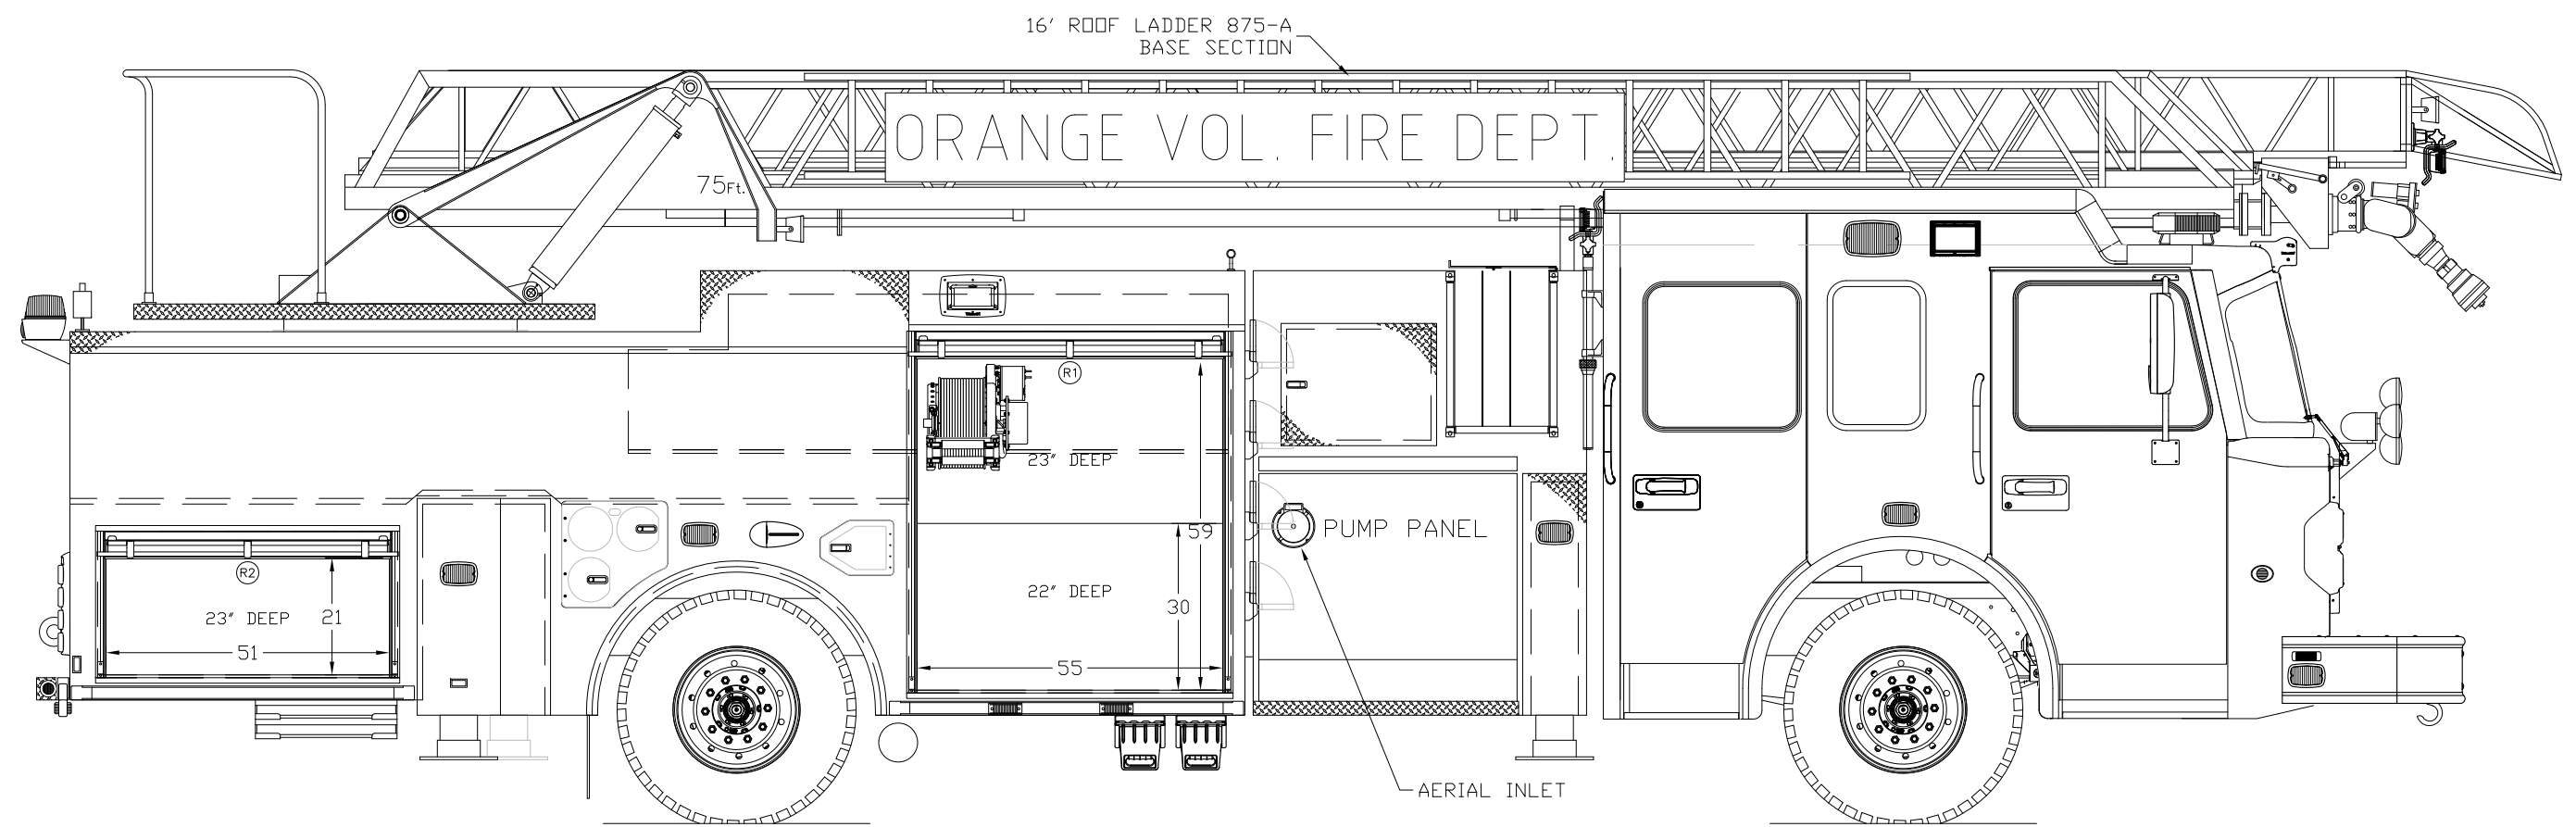 16' ROOF LADDER 875-A
BASE SECTION
ORANGE VOL. FIRE DEPT.
75Ft.
R1
23" DEEP
59
PUMP PANEL
R2
22" DEEP
30
23" DEEP
21
51
55
AERIAL INLET